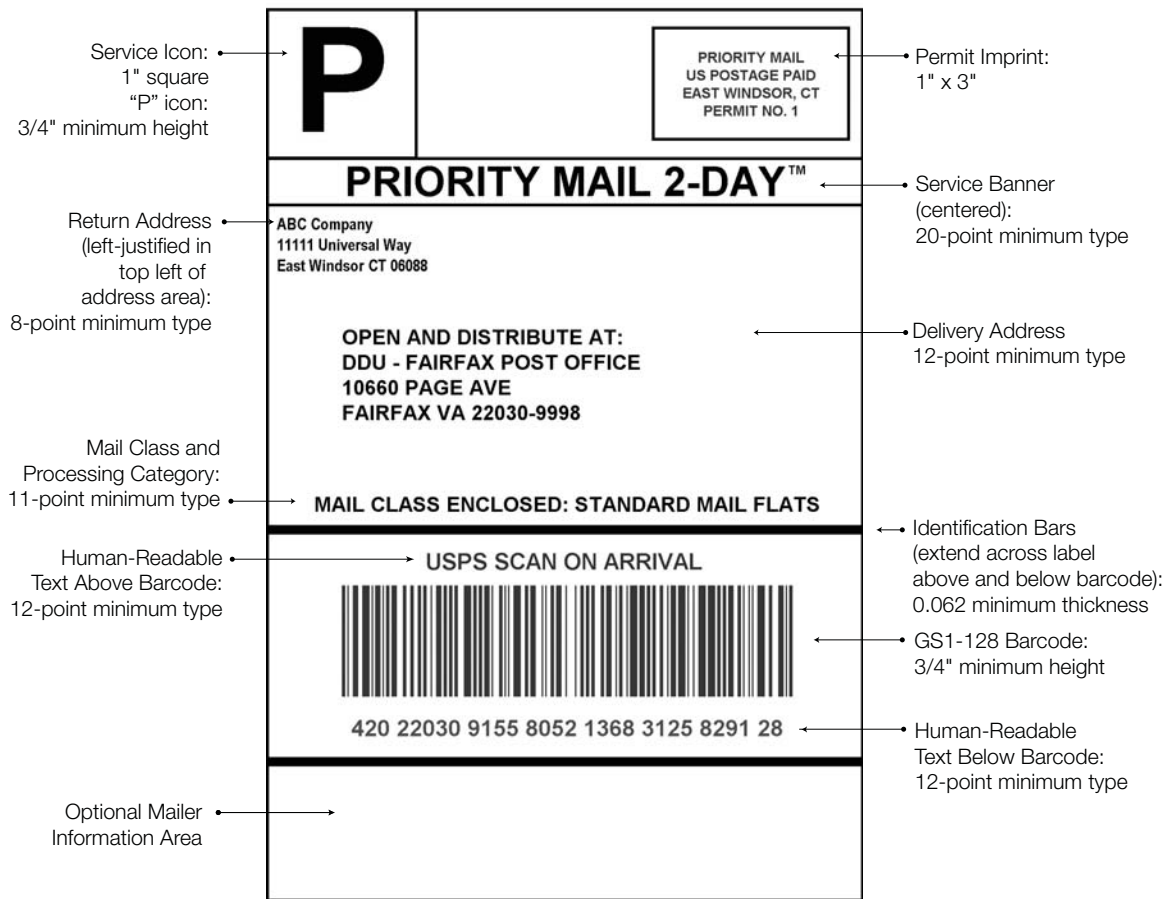 Service Icon:
1" square
“P” icon:
3/4" minimum height
P
PRIORITY MAIL
US POSTAGE PAID
EAST WINDSOR, CT
PERMIT NO. 1
Permit Imprint:
1" x 3"
PRIORITY MAIL 2-DAY™
Service Banner
(centered):
20-point minimum type
Return Address
(left-justified in
top left of
address area):
8-point minimum type
ABC Company
11111 Universal Way
East Windsor CT 06088
OPEN AND DISTRIBUTE AT:
DDU - FAIRFAX POST OFFICE
10660 PAGE AVE
FAIRFAX VA 22030-9998
Delivery Address
12-point minimum type
Mail Class and
Processing Category:
11-point minimum type
MAIL CLASS ENCLOSED: STANDARD MAIL FLATS
Identification Bars
(extend across label
above and below barcode):
0.062 minimum thickness
Human-Readable
Text Above Barcode:
12-point minimum type
USPS SCAN ON ARRIVAL
GS1-128 Barcode:
3/4" minimum height
420 22030 9155 8052 1368 3125 8291 28
Human-Readable
Text Below Barcode:
12-point minimum type
Optional Mailer
Information Area